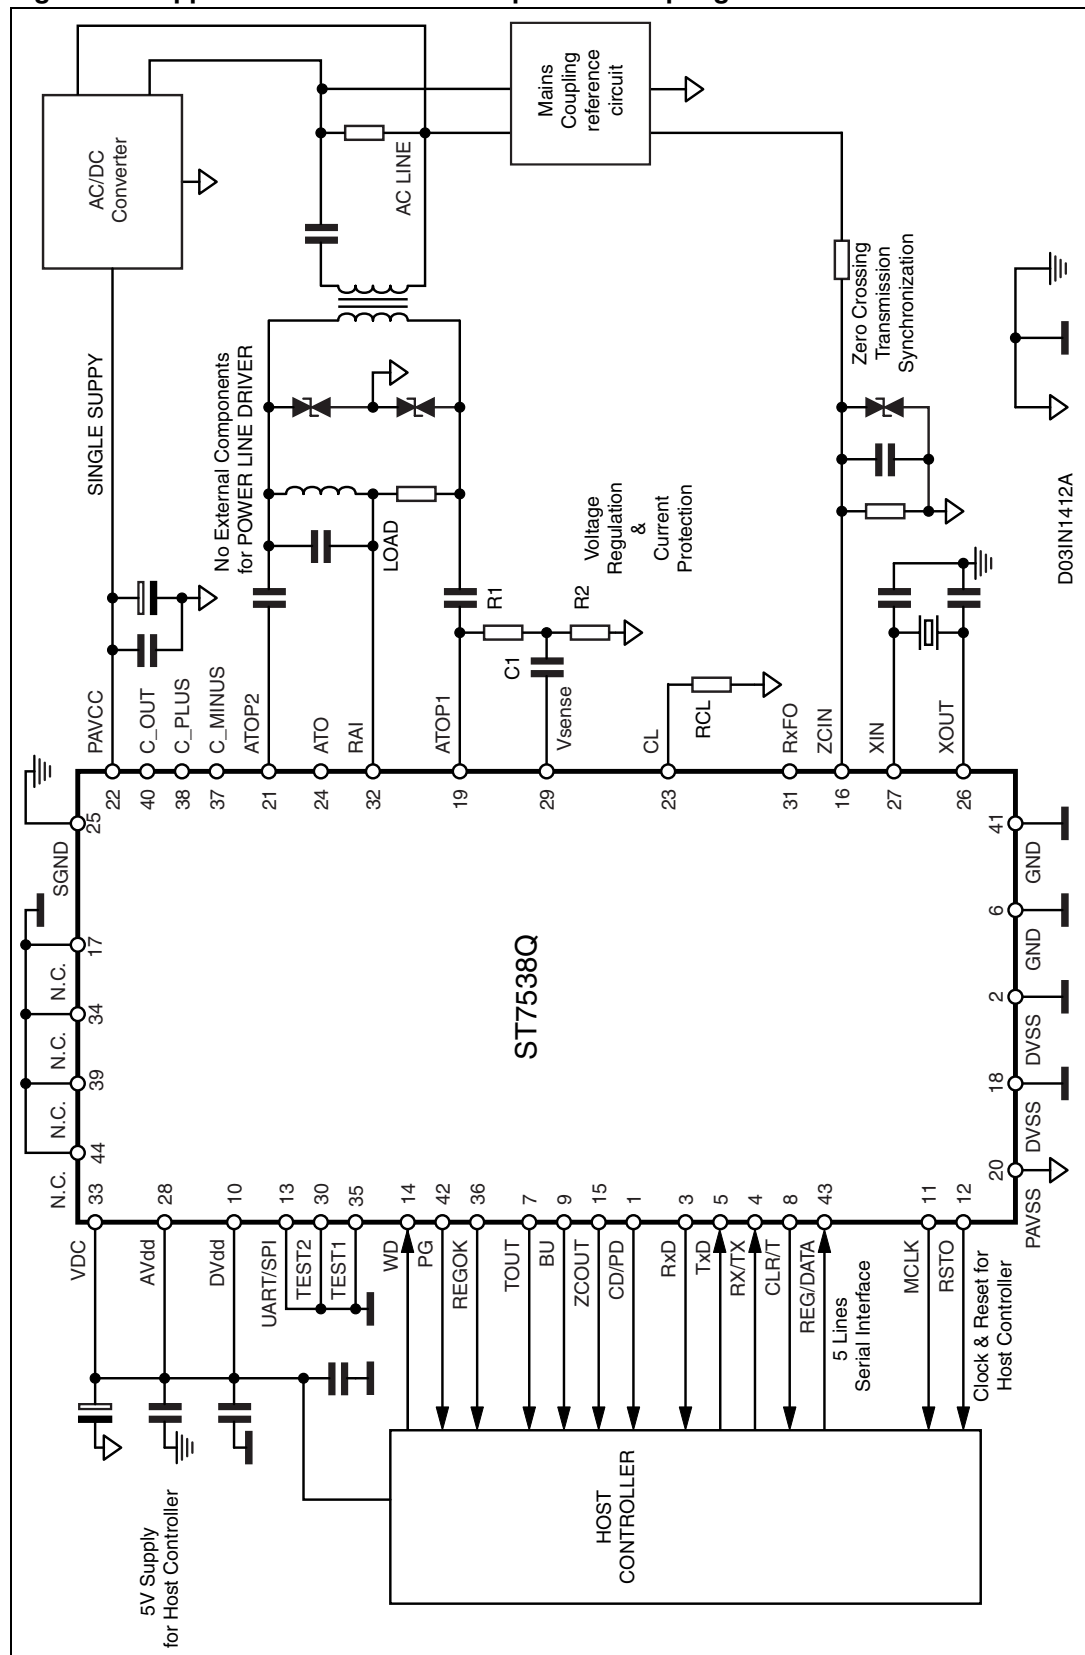 AC/DC
Converter
Mains
Coupling
reference
circuit
AC LINE
SINGLE SUPPY
No External Components
for POWER LINE DRIVER
LOAD
Voltage
Regulation
&
Current
Protection
Zero Crossing
Transmission
Synchronization
R1
R2
C1
RCL
D03IN1412A
PAVCC
C_OUT
C_PLUS
C_MINUS
ATOP2
ATO
RAI
ATOP1
Vsense
CL
RxFO
ZCIN
XIN
XOUT
22
40
38
37
21
24
32
19
29
23
31
16
27
26
SGND
25
N.C.
17
N.C.
34
N.C.
39
N.C.
44
ST7538Q
41
GND
6
GND
2
DVSS
18
DVSS
20
PAVSS
33
28
10
13
30
35
14
42
36
7
9
15
1
3
5
4
8
43
11
12
VDC
AVdd
DVdd
UART/SPI
TEST2
TEST1
WD
PG
REGOK
TOUT
BU
ZCOUT
CD/PD
RxD
TxD
RX/TX
CLR/T
REG/DATA
MCLK
RSTO
5 Lines
Serial Interface
Clock & Reset for
Host Controller
5V Supply
for Host Controller
HOST
CONTROLLER